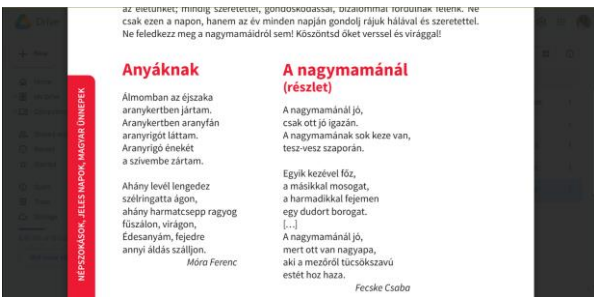 az életünket; mindig szeretettel, gondoskodással, bizalommal fordulnak felénk. Ne
csak ezen a napon, hanem az év minden napján gondolj rájuk hálával és szeretettel.
Ne feledkezz meg a nagymamáidról sem! Köszöntsd őket verssel és virággal!
NÉPSZOKÁSOK, JELES NAPOK, MAGYAR ÜNNEPEK
Anyáknak
Álmomban az éjszaka
aranykertben jártam.
Aranykertben aranyfán
aranyrigót láttam.
Aranyrigó énekét
a szívembe zártam.
Ahány levél lengedez
szélringatta ágon,
ahány harmatcsepp ragyog
fűszálon, virágon,
Édesanyám, fejedre
annyi áldás szálljon.
Móra Ferenc
A nagymamánál
(részlet)
A nagymamánál jó,
csak ott jó igazán.
A nagymamának sok keze van,
tesz-vesz szaporán.
Egyik kezével főz,
a másikkal mosogat,
a harmadikkal fejemen
egy dudort borogat.
[...]
A nagymamánál jó,
mert ott van nagyapa,
aki a mezőről tücsökszavú
estét hoz haza.
Fecske Csaba